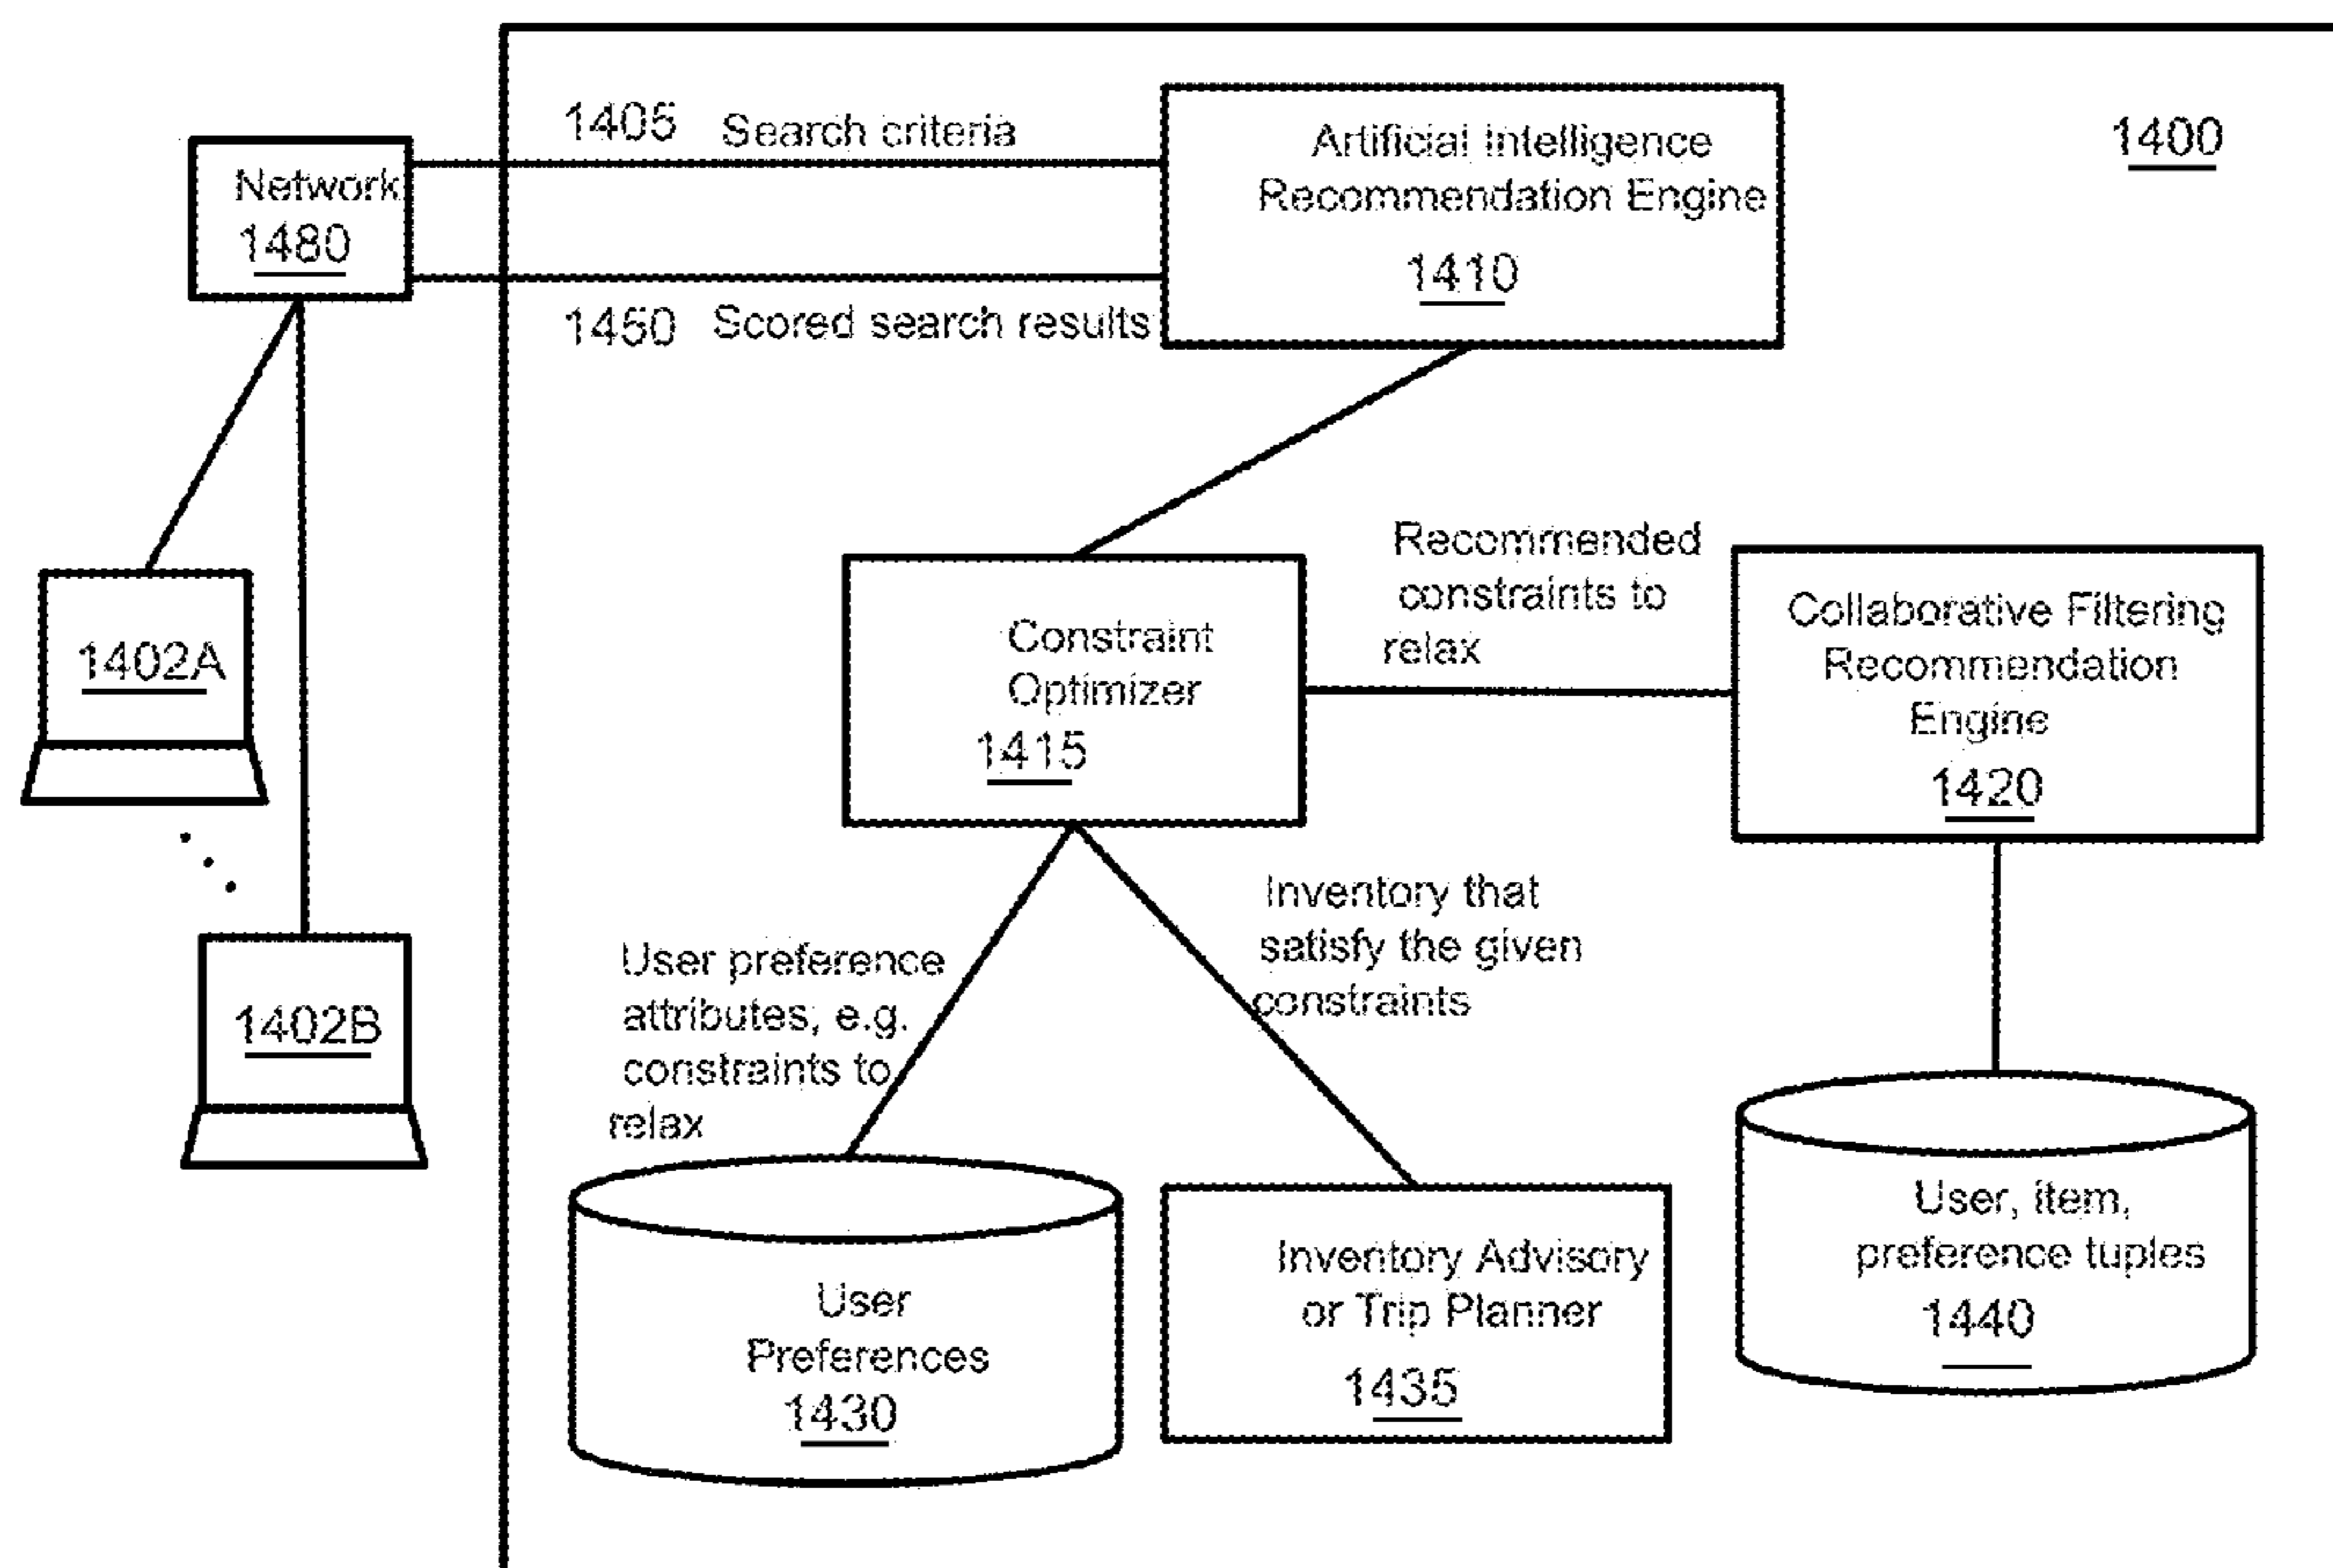 1405 Search criteria
Artificial Intelligence
Recommendation Engine
1410
1400
Network
1480
1450 Scored search results
1402A
1402B
Constraint
Optimizer
1415
Recommended
constraints to
relax
Collaborative Filtering
Recommendation
Engine
1420
User preference
attributes, e.g.
constraints to
relax
Inventory that
satisfy the given
constraints
User
Preferences
1430
Inventory Advisory
or Trip Planner
1435
User, item,
preference tuples
1440